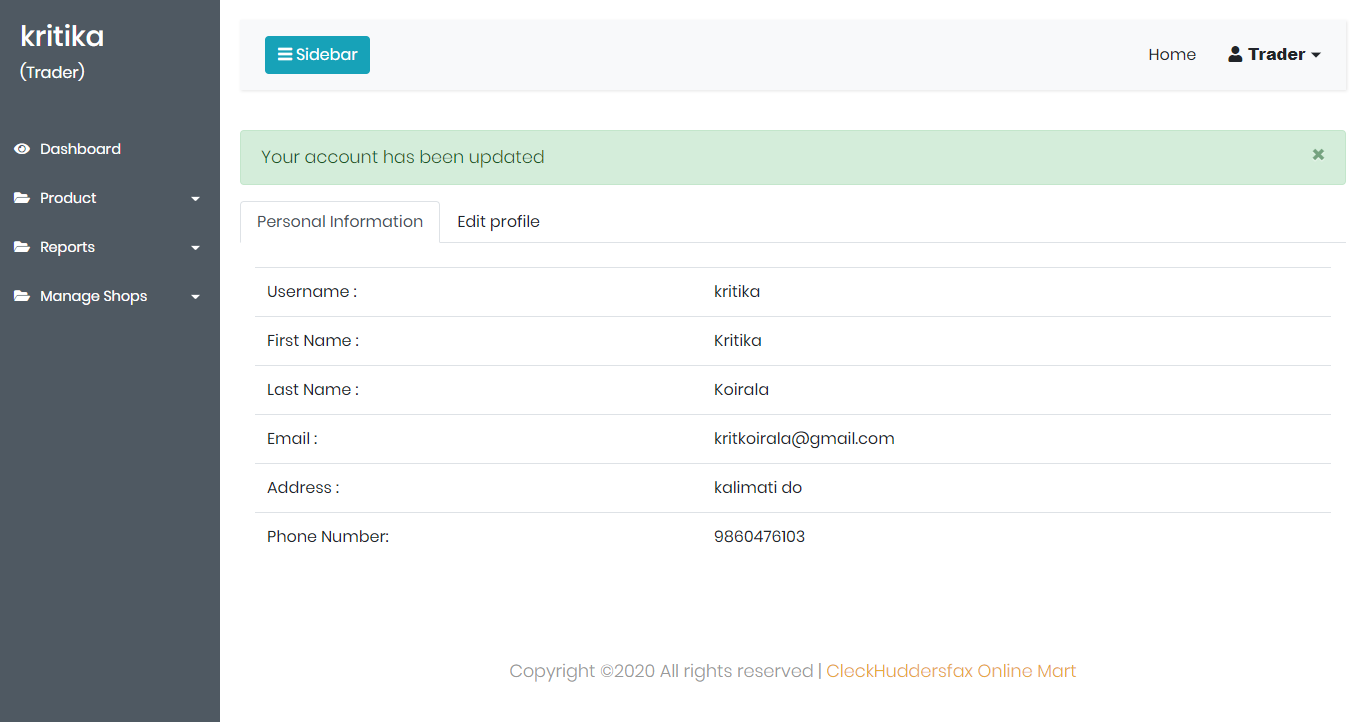 kritika
(Trader)
Dashboard
Product
Reports
Manage Shops
Sidebar
Home
Trader
Your account has been updated
×
Personal Information
Edit profile
Username : kritika
First Name : Kritika
Last Name : Koirala
Email : kritkoirala@gmail.com
Address : kalimati do
Phone Number: 9860476103
Copyright ©2020 All rights reserved | CleckHuddersfax Online Mart